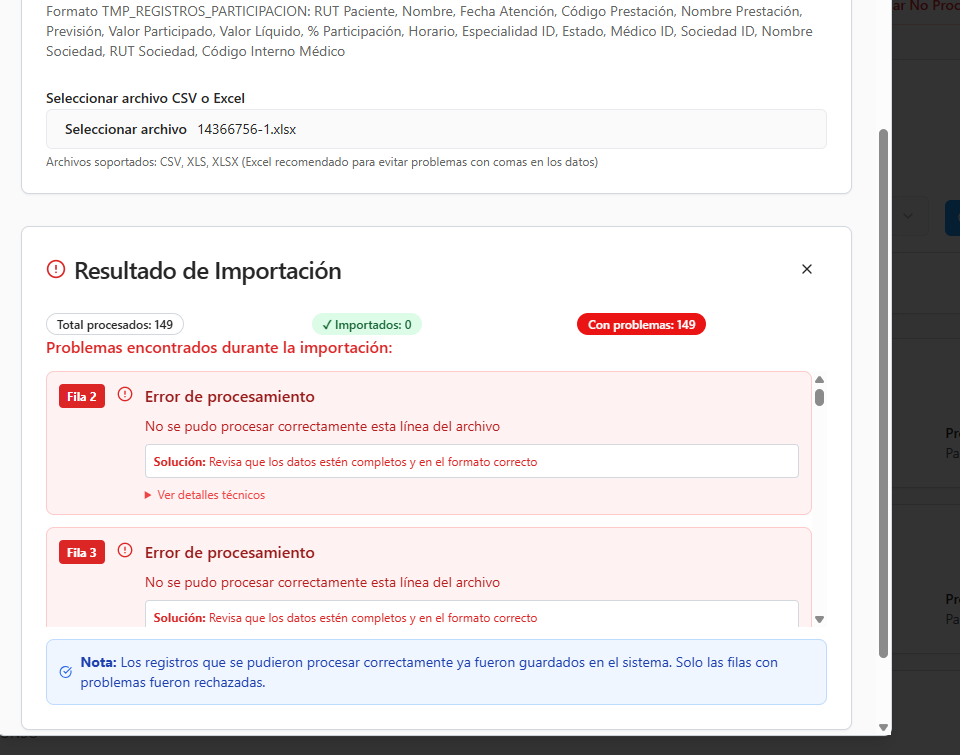 Formato TMP_REGISTROS_PARTICIPACION: RUT Paciente, Nombre, Fecha Atención, Código Prestación, Nombre Prestación,
Previsión, Valor Participado, Valor Líquido, % Participación, Horario, Especialidad ID, Estado, Médico ID, Sociedad ID, Nombre
Sociedad, RUT Sociedad, Código Interno Médico
Seleccionar archivo CSV o Excel
Seleccionar archivo 14366756-1.xlsx
Archivos soportados: CSV, XLS, XLSX (Excel recomendado para evitar problemas con comas en los datos)
Resultado de Importación
Total procesados: 149
✓ Importados: 0
Con problemas: 149
Problemas encontrados durante la importación:
Fila 2
Error de procesamiento
No se pudo procesar correctamente esta línea del archivo
Solución: Revisa que los datos estén completos y en el formato correcto
Ver detalles técnicos
Fila 3
Error de procesamiento
No se pudo procesar correctamente esta línea del archivo
Solución: Revisa que los datos estén completos y en el formato correcto
Nota: Los registros que se pudieron procesar correctamente ya fueron guardados en el sistema. Solo las filas con
problemas fueron rechazadas.
ar No Proc
Pr
Pa
Pr
Pa